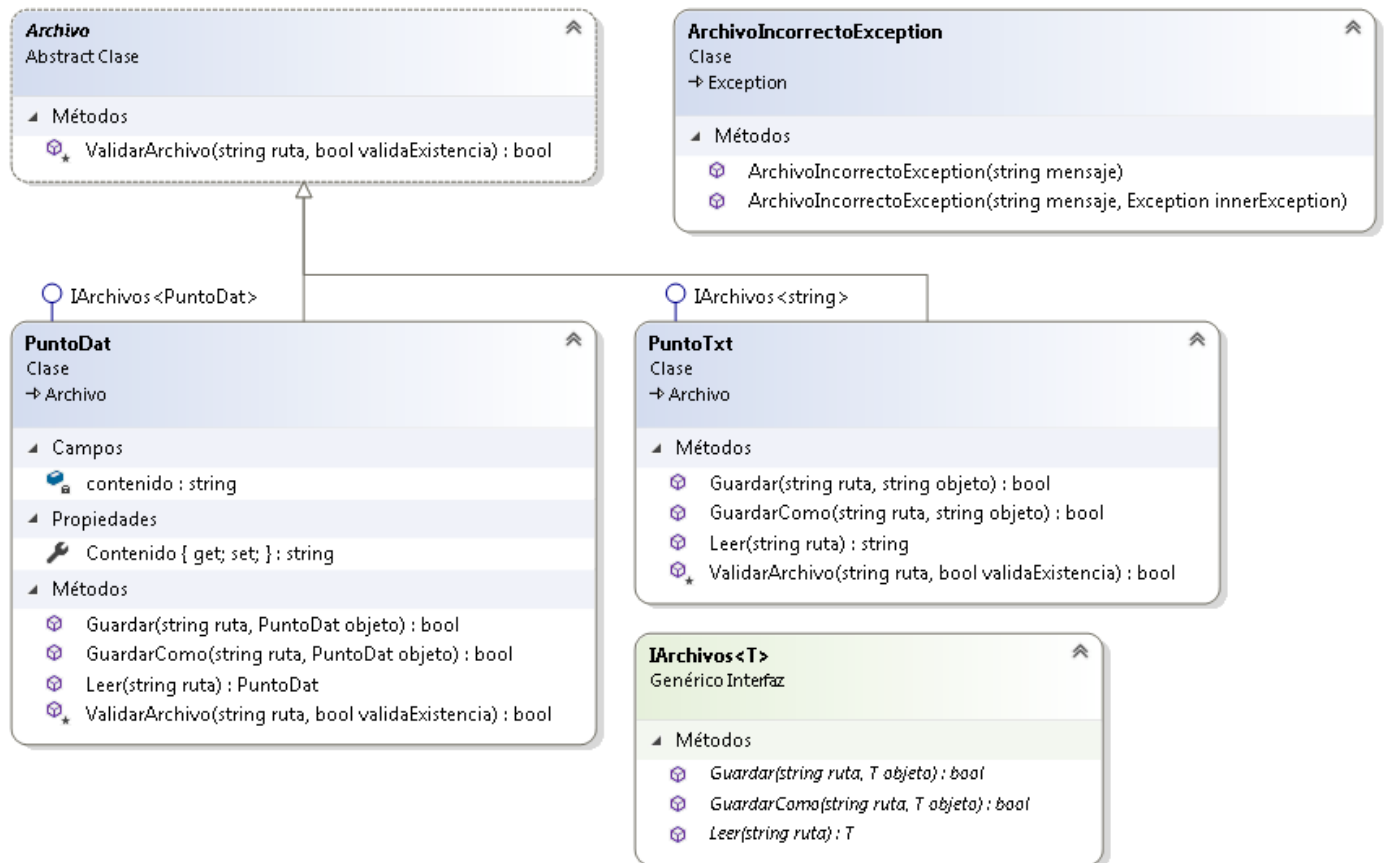 Archivo
Abstract Clase
Métodos
ValidarArchivo(string ruta, bool validaExistencia) : bool
ArchivoIncorrectoException
Clase
Exception
Métodos
ArchivoIncorrectoException(string mensaje)
ArchivoIncorrectoException(string mensaje, Exception innerException)
IArchivos<PuntoDat>
PuntoDat
Clase
Archivo
Campos
contenido : string
Propiedades
Contenido { get; set; } : string
Métodos
Guardar(string ruta, PuntoDat objeto) : bool
GuardarComo(string ruta, PuntoDat objeto) : bool
Leer(string ruta) : PuntoDat
ValidarArchivo(string ruta, bool validaExistencia) : bool
IArchivos<string>
PuntoTxt
Clase
Archivo
Métodos
Guardar(string ruta, string objeto) : bool
GuardarComo(string ruta, string objeto) : bool
Leer(string ruta) : string
ValidarArchivo(string ruta, bool validaExistencia) : bool
IArchivos<T>
Genérico Interfaz
Métodos
Guardar(string ruta, T objeto) : bool
GuardarComo(string ruta, T objeto) : bool
Leer(string ruta) : T